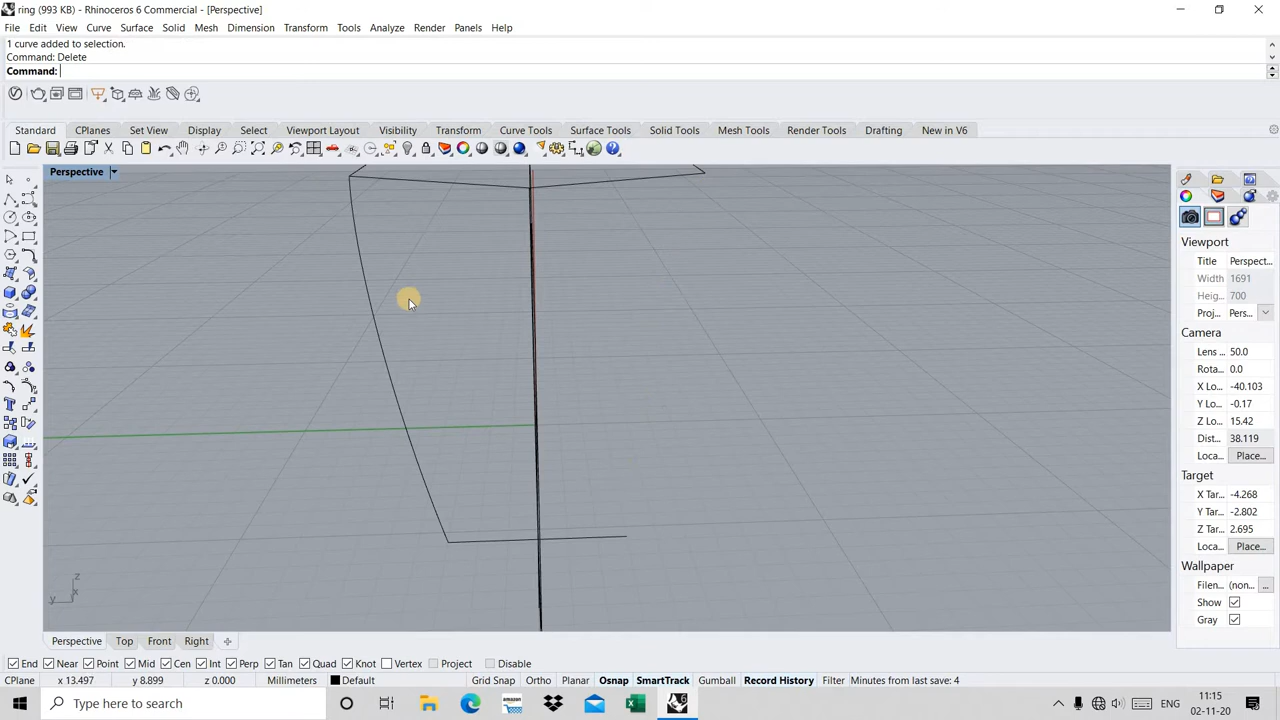 ring (993 KB) - Rhinoceros 6 Commercial - [Perspective]
File Edit View Curve Surface Solid Mesh Dimension Transform Tools Analyze Render Panels Help
1 curve added to selection.
Command: Delete
Command:
Standard CPlanes Set View Display Select Viewport Layout Visibility Transform Curve Tools Surface Tools Solid Tools Mesh Tools Render Tools Drafting New in V6
Perspective
Viewport
Title Perspect...
Width 1691
Heig... 700
Proj... Pers...
Camera
Lens ... 50.0
Rota... 0.0
X Lo... -40.103
Y Lo... -0.17
Z Lo... 15.42
Dist... 38.119
Loca... Place...
Target
X Tar... -4.268
Y Tar... -2.802
Z Tar... 2.695
Loca... Place...
Wallpaper
Filen... (non... ...
Show
Gray
z
y x
Perspective Top Front Right
End Near Point Mid Cen Int Perp Tan Quad Knot Vertex Project Disable
CPlane x 13.497 y 8.899 z 0.000 Millimeters Default Grid Snap Ortho Planar Osnap SmartTrack Gumball Record History Filter Minutes from last save: 4
Type here to search
amazon
ENG
11:15
02-11-20